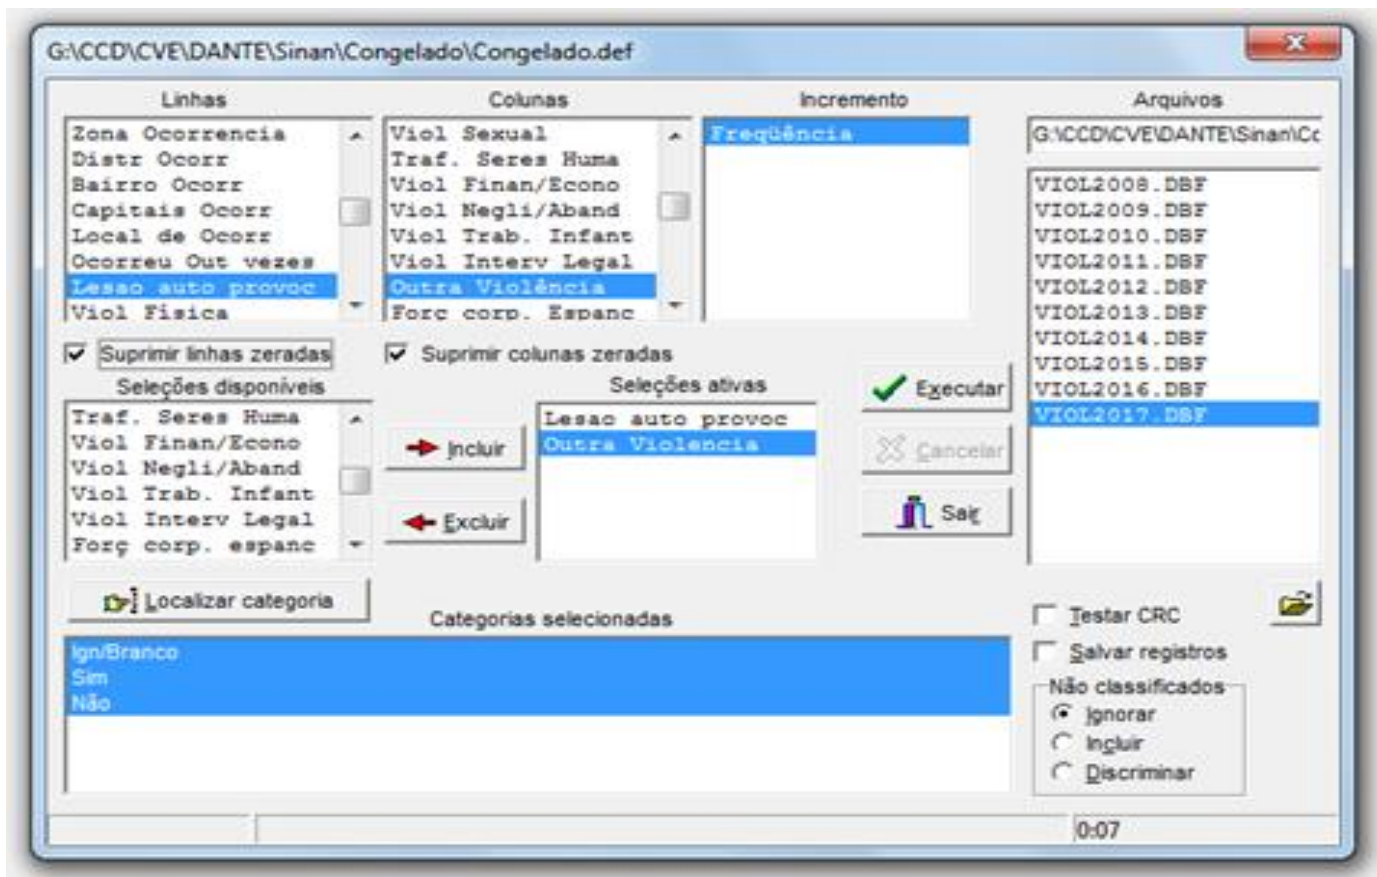 G:\CCD\CVE\DANTE\Sinan\Congelado\Congelado.def
Linhas
Zona Ocorrencia
Distr Ocorr
Bairro Ocorr
Capitais Ocorr
Local de Ocorr
Ocorreu Out vezes
Lesao auto provoc
Viol Fisica
Suprimir linhas zeradas
Colunas
Viol Sexual
Traf. Seres Huma
Viol Finan/Econo
Viol Negli/Aband
Viol Trab. Infant
Viol Interv Legal
Outra Violência
Forç corp. Espanc
Suprimir colunas zeradas
Incremento
Freqüência
Arquivos
G:\CCD\CVE\DANTE\Sinan\Cc
VIOL2008.DBF
VIOL2009.DBF
VIOL2010.DBF
VIOL2011.DBF
VIOL2012.DBF
VIOL2013.DBF
VIOL2014.DBF
VIOL2015.DBF
VIOL2016.DBF
VIOL2017.DBF
Seleções disponíveis
Traf. Seres Huma
Viol Finan/Econo
Viol Negli/Aband
Viol Trab. Infant
Viol Interv Legal
Forç corp. espanc
Incluir
Excluir
Seleções ativas
Lesao auto provoc
Outra Violencia
Executar
Cancelar
Sair
Localizar categoria
Categorias selecionadas
Ign/Branco
Sim
Não
Testar CRC
Salvar registros
Não classificados
Ignorar
Incluir
Discriminar
0:07